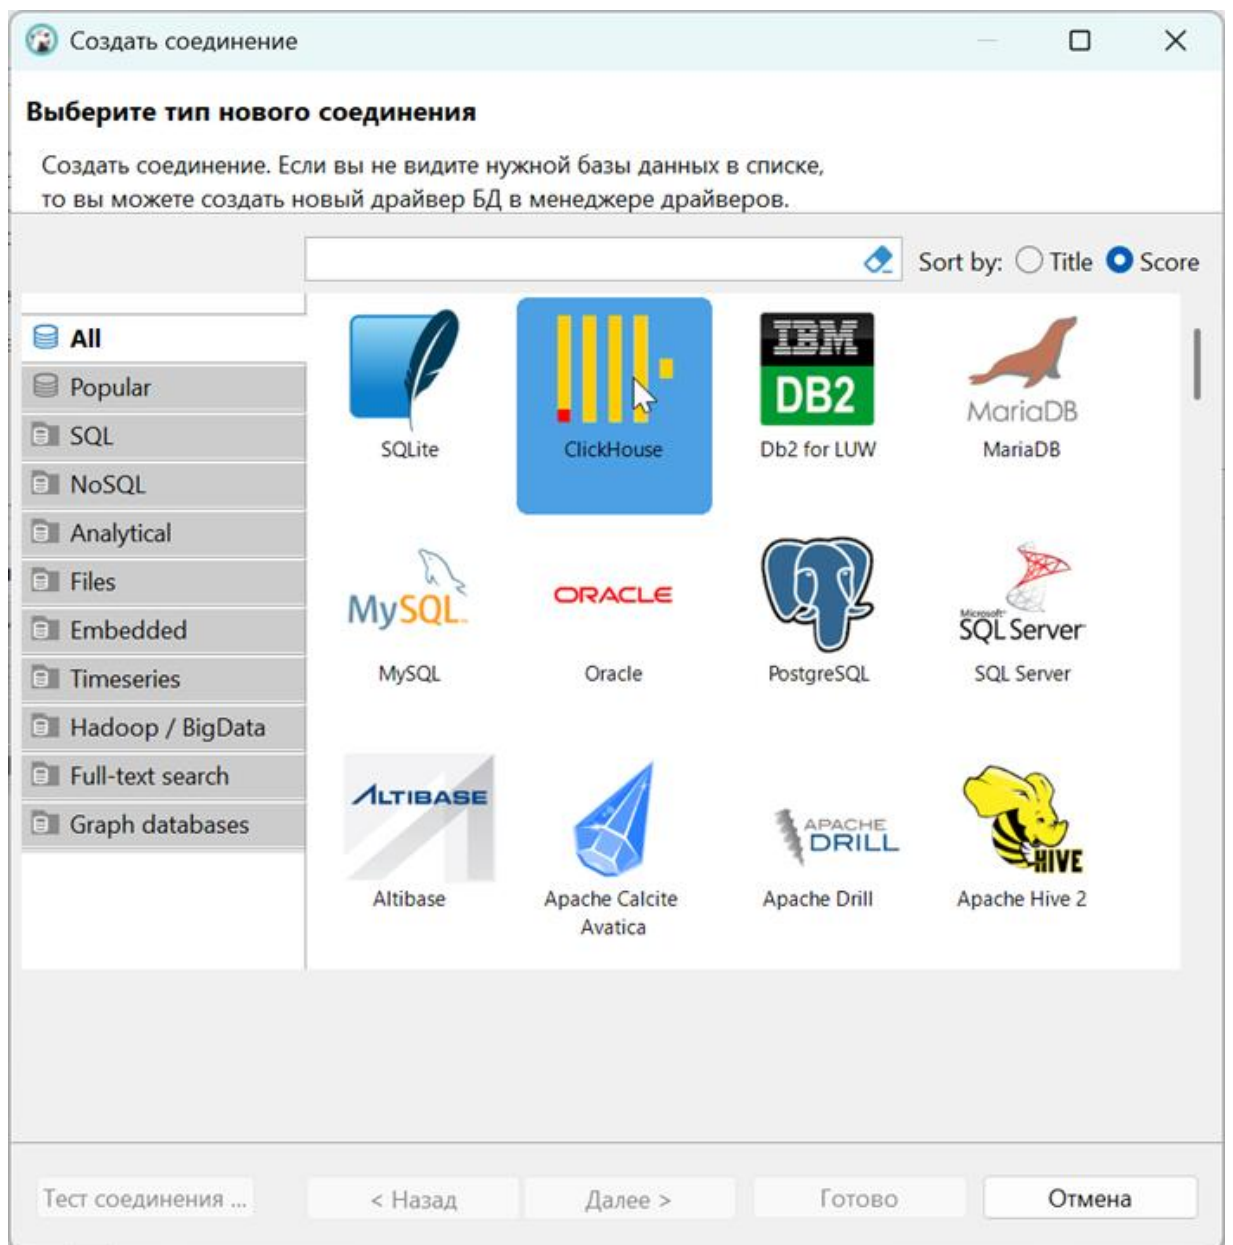 Создать соединение
Выберите тип нового соединения
Создать соединение. Если вы не видите нужной базы данных в списке,
то вы можете создать новый драйвер БД в менеджере драйверов.
Sort by: Title Score
All
Popular
SQL
NoSQL
Analytical
Files
Embedded
Timeseries
Hadoop / BigData
Full-text search
Graph databases
IBM
DB2
MariaDB
SQLite
ClickHouse
Db2 for LUW
MariaDB
MySQL
ORACLE
Microsoft
SQL Server
MySQL
Oracle
PostgreSQL
SQL Server
ALTIBASE
APACHE
DRILL
HIVE
Altibase
Apache Calcite
Avatica
Apache Drill
Apache Hive 2
Тест соединения ...
< Назад
Далее >
Готово
Отмена